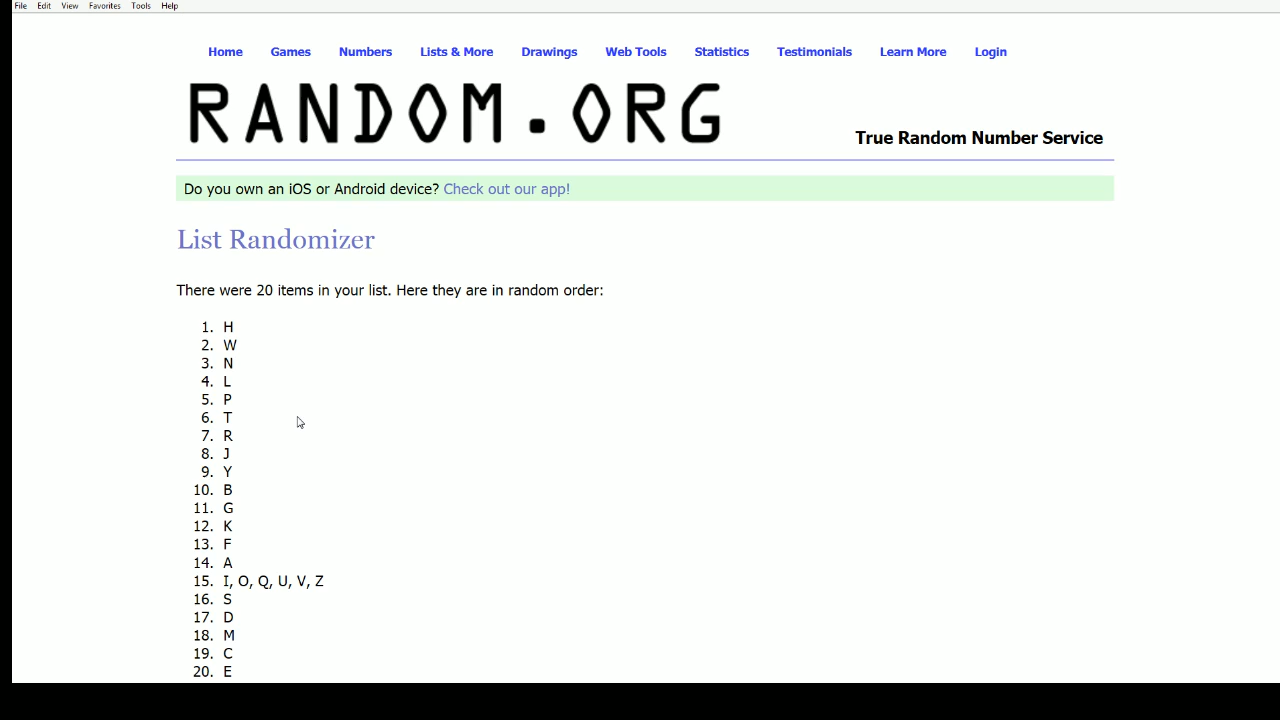 File Edit View Favorites Tools Help
Home Games Numbers Lists & More Drawings Web Tools Statistics Testimonials Learn More Login
RANDOM.ORG
True Random Number Service
Do you own an iOS or Android device? Check out our app!
List Randomizer
There were 20 items in your list. Here they are in random order:
1. H
2. W
3. N
4. L
5. P
6. T
7. R
8. J
9. Y
10. B
11. G
12. K
13. F
14. A
15. I, O, Q, U, V, Z
16. S
17. D
18. M
19. C
20. E